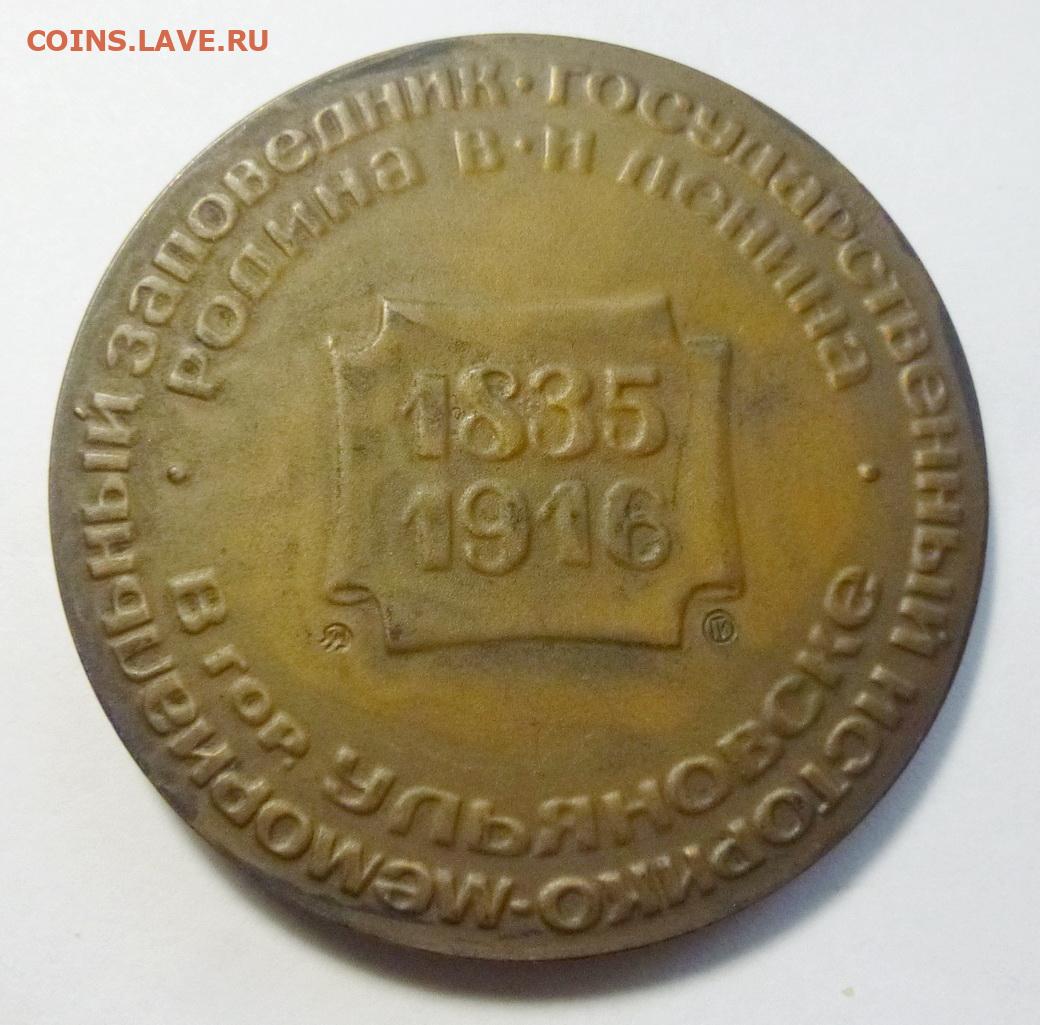 COINS.LAVE.RU
ГОСУДАРСТВЕННЫЙ ИСТОРИКО-МЕМОРИАЛЬНЫЙ ЗАПОВЕДНИК ·
РОДИНА В·И ЛЕНИНА
· В ГОР. УЛЬЯНОВСКЕ ·
1835
1916